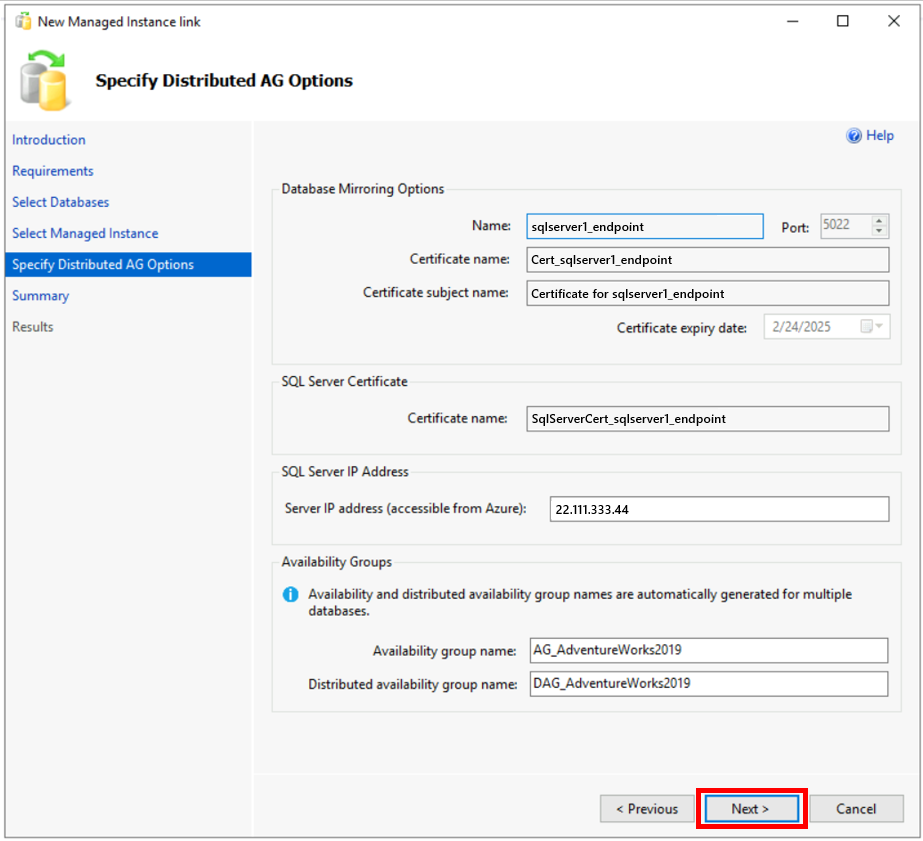 New Managed Instance link
Specify Distributed AG Options
Introduction
Requirements
Select Databases
Select Managed Instance
Specify Distributed AG Options
Summary
Results
Help
Database Mirroring Options
Name: sqlserver1_endpoint Port: 5022
Certificate name: Cert_sqlserver1_endpoint
Certificate subject name: Certificate for sqlserver1_endpoint
Certificate expiry date: 2/24/2025
SQL Server Certificate
Certificate name: SqlServerCert_sqlserver1_endpoint
SQL Server IP Address
Server IP address (accessible from Azure): 22.111.333.44
Availability Groups
Availability and distributed availability group names are automatically generated for multiple
databases.
Availability group name: AG_AdventureWorks2019
Distributed availability group name: DAG_AdventureWorks2019
< Previous Next > Cancel